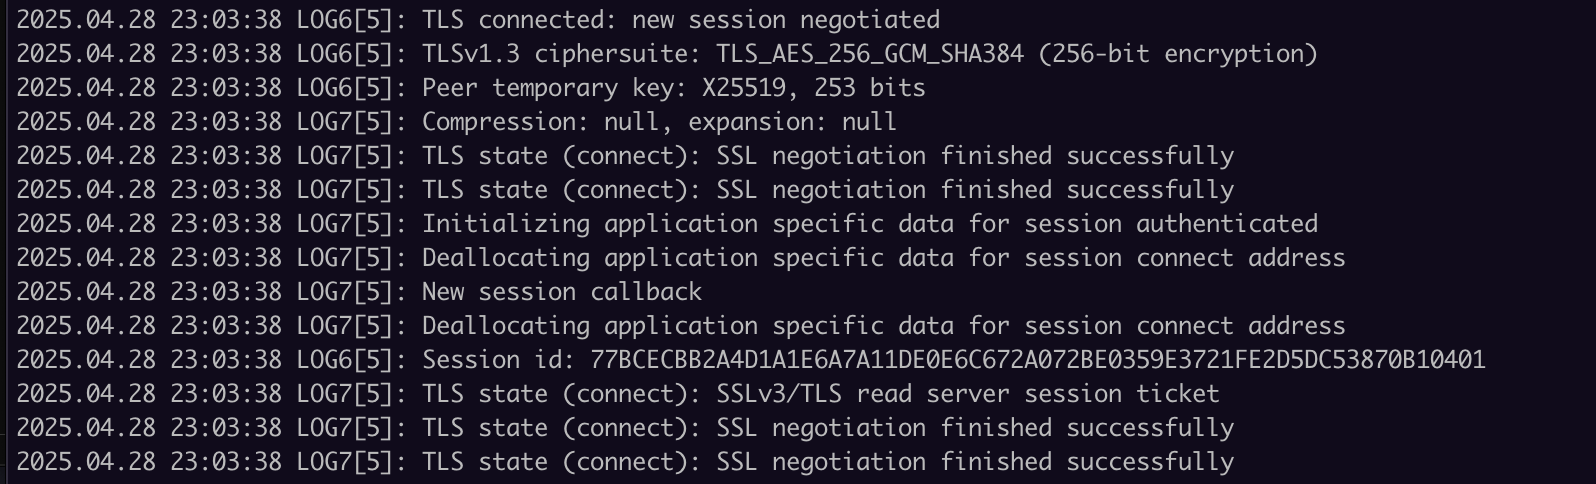 2025.04.28 23:03:38 LOG6[5]: TLS connected: new session negotiated
2025.04.28 23:03:38 LOG6[5]: TLSv1.3 ciphersuite: TLS_AES_256_GCM_SHA384 (256-bit encryption)
2025.04.28 23:03:38 LOG6[5]: Peer temporary key: X25519, 253 bits
2025.04.28 23:03:38 LOG7[5]: Compression: null, expansion: null
2025.04.28 23:03:38 LOG7[5]: TLS state (connect): SSL negotiation finished successfully
2025.04.28 23:03:38 LOG7[5]: TLS state (connect): SSL negotiation finished successfully
2025.04.28 23:03:38 LOG7[5]: Initializing application specific data for session authenticated
2025.04.28 23:03:38 LOG7[5]: Deallocating application specific data for session connect address
2025.04.28 23:03:38 LOG7[5]: New session callback
2025.04.28 23:03:38 LOG7[5]: Deallocating application specific data for session connect address
2025.04.28 23:03:38 LOG6[5]: Session id: 77BCECBB2A4D1A1E6A7A11DE0E6C672A072BE0359E3721FE2D5DC53870B10401
2025.04.28 23:03:38 LOG7[5]: TLS state (connect): SSLv3/TLS read server session ticket
2025.04.28 23:03:38 LOG7[5]: TLS state (connect): SSL negotiation finished successfully
2025.04.28 23:03:38 LOG7[5]: TLS state (connect): SSL negotiation finished successfully